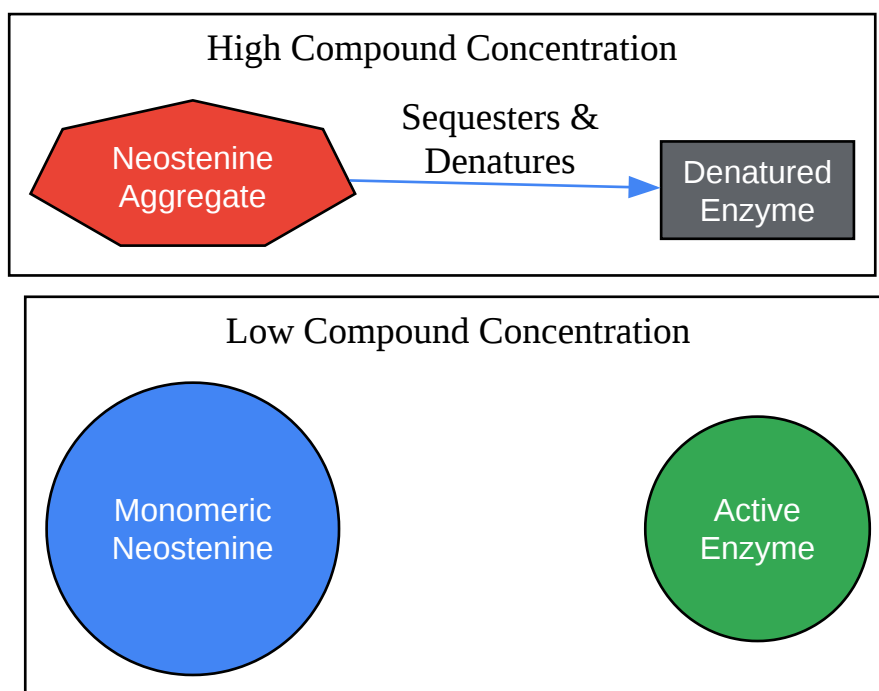 High Compound Concentration
Sequesters &
Denatures
Neostenine
Aggregate
Denatured
Enzyme
Low Compound Concentration
Monomeric
Neostenine
Active
Enzyme